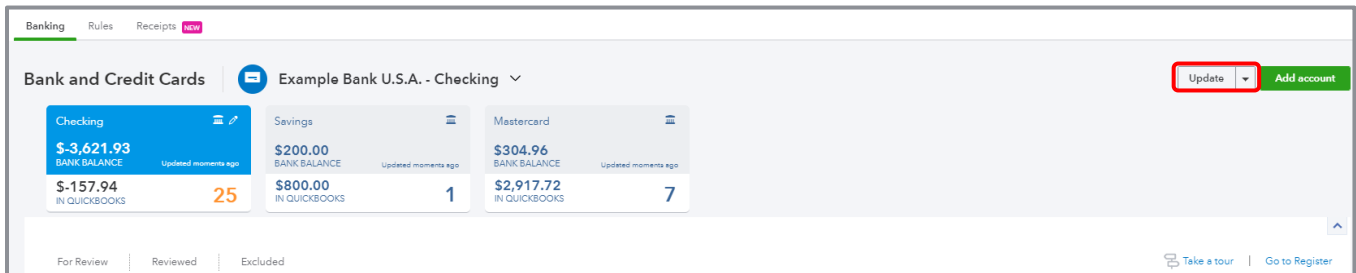 Banking Rules Receipts NEW
Bank and Credit Cards Example Bank U.S.A. - Checking Update Add account
Checking Savings Mastercard
$-3,621.93 $200.00 $304.96
BANK BALANCE Updated moments ago BANK BALANCE Updated moments ago BANK BALANCE Updated moments ago
$-157.94 25 $800.00 1 $2,917.72 7
IN QUICKBOOKS IN QUICKBOOKS IN QUICKBOOKS
For Review Reviewed Excluded Take a tour | Go to Register